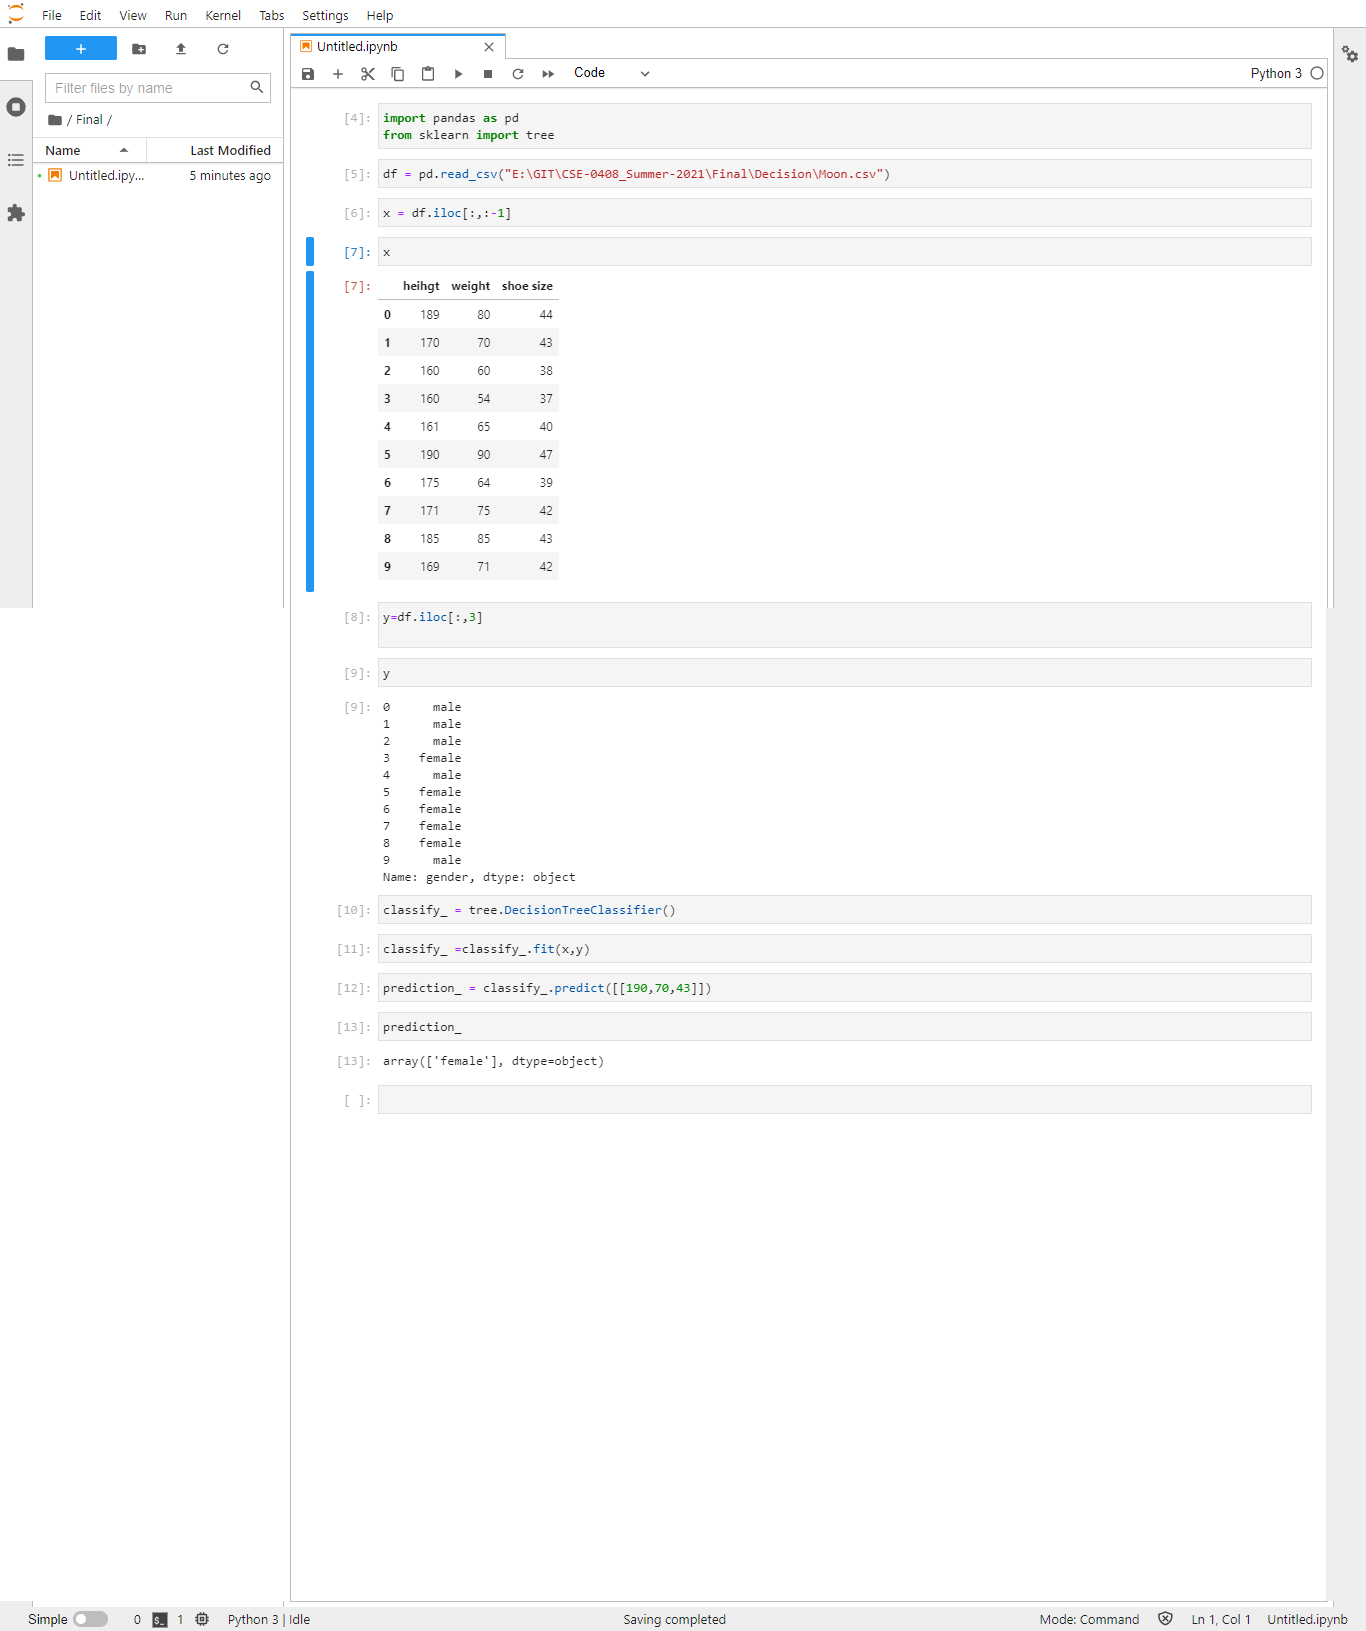 File Edit View Run Kernel Tabs Settings Help
+
Filter files by name
/ Final /
Name Last Modified
Untitled.ipy... 5 minutes ago
Untitled.ipynb
Code
Python 3
[4]: import pandas as pd
from sklearn import tree
[5]: df = pd.read_csv("E:\GIT\CSE-0408_Summer-2021\Final\Decision\Moon.csv")
[6]: x = df.iloc[:,:-1]
[7]: x
[7]: heihgt weight shoe size
0 189 80 44
1 170 70 43
2 160 60 38
3 160 54 37
4 161 65 40
5 190 90 47
6 175 64 39
7 171 75 42
8 185 85 43
9 169 71 42
[8]: y=df.iloc[:,3]
[9]: y
[9]: 0 male
1 male
2 male
3 female
4 male
5 female
6 female
7 female
8 female
9 male
Name: gender, dtype: object
[10]: classify_ = tree.DecisionTreeClassifier()
[11]: classify_ =classify_.fit(x,y)
[12]: prediction_ = classify_.predict([[190,70,43]])
[13]: prediction_
[13]: array(['female'], dtype=object)
[ ]:
Simple 0 $_ 1 Python 3 | Idle Saving completed Mode: Command Ln 1, Col 1 Untitled.ipynb